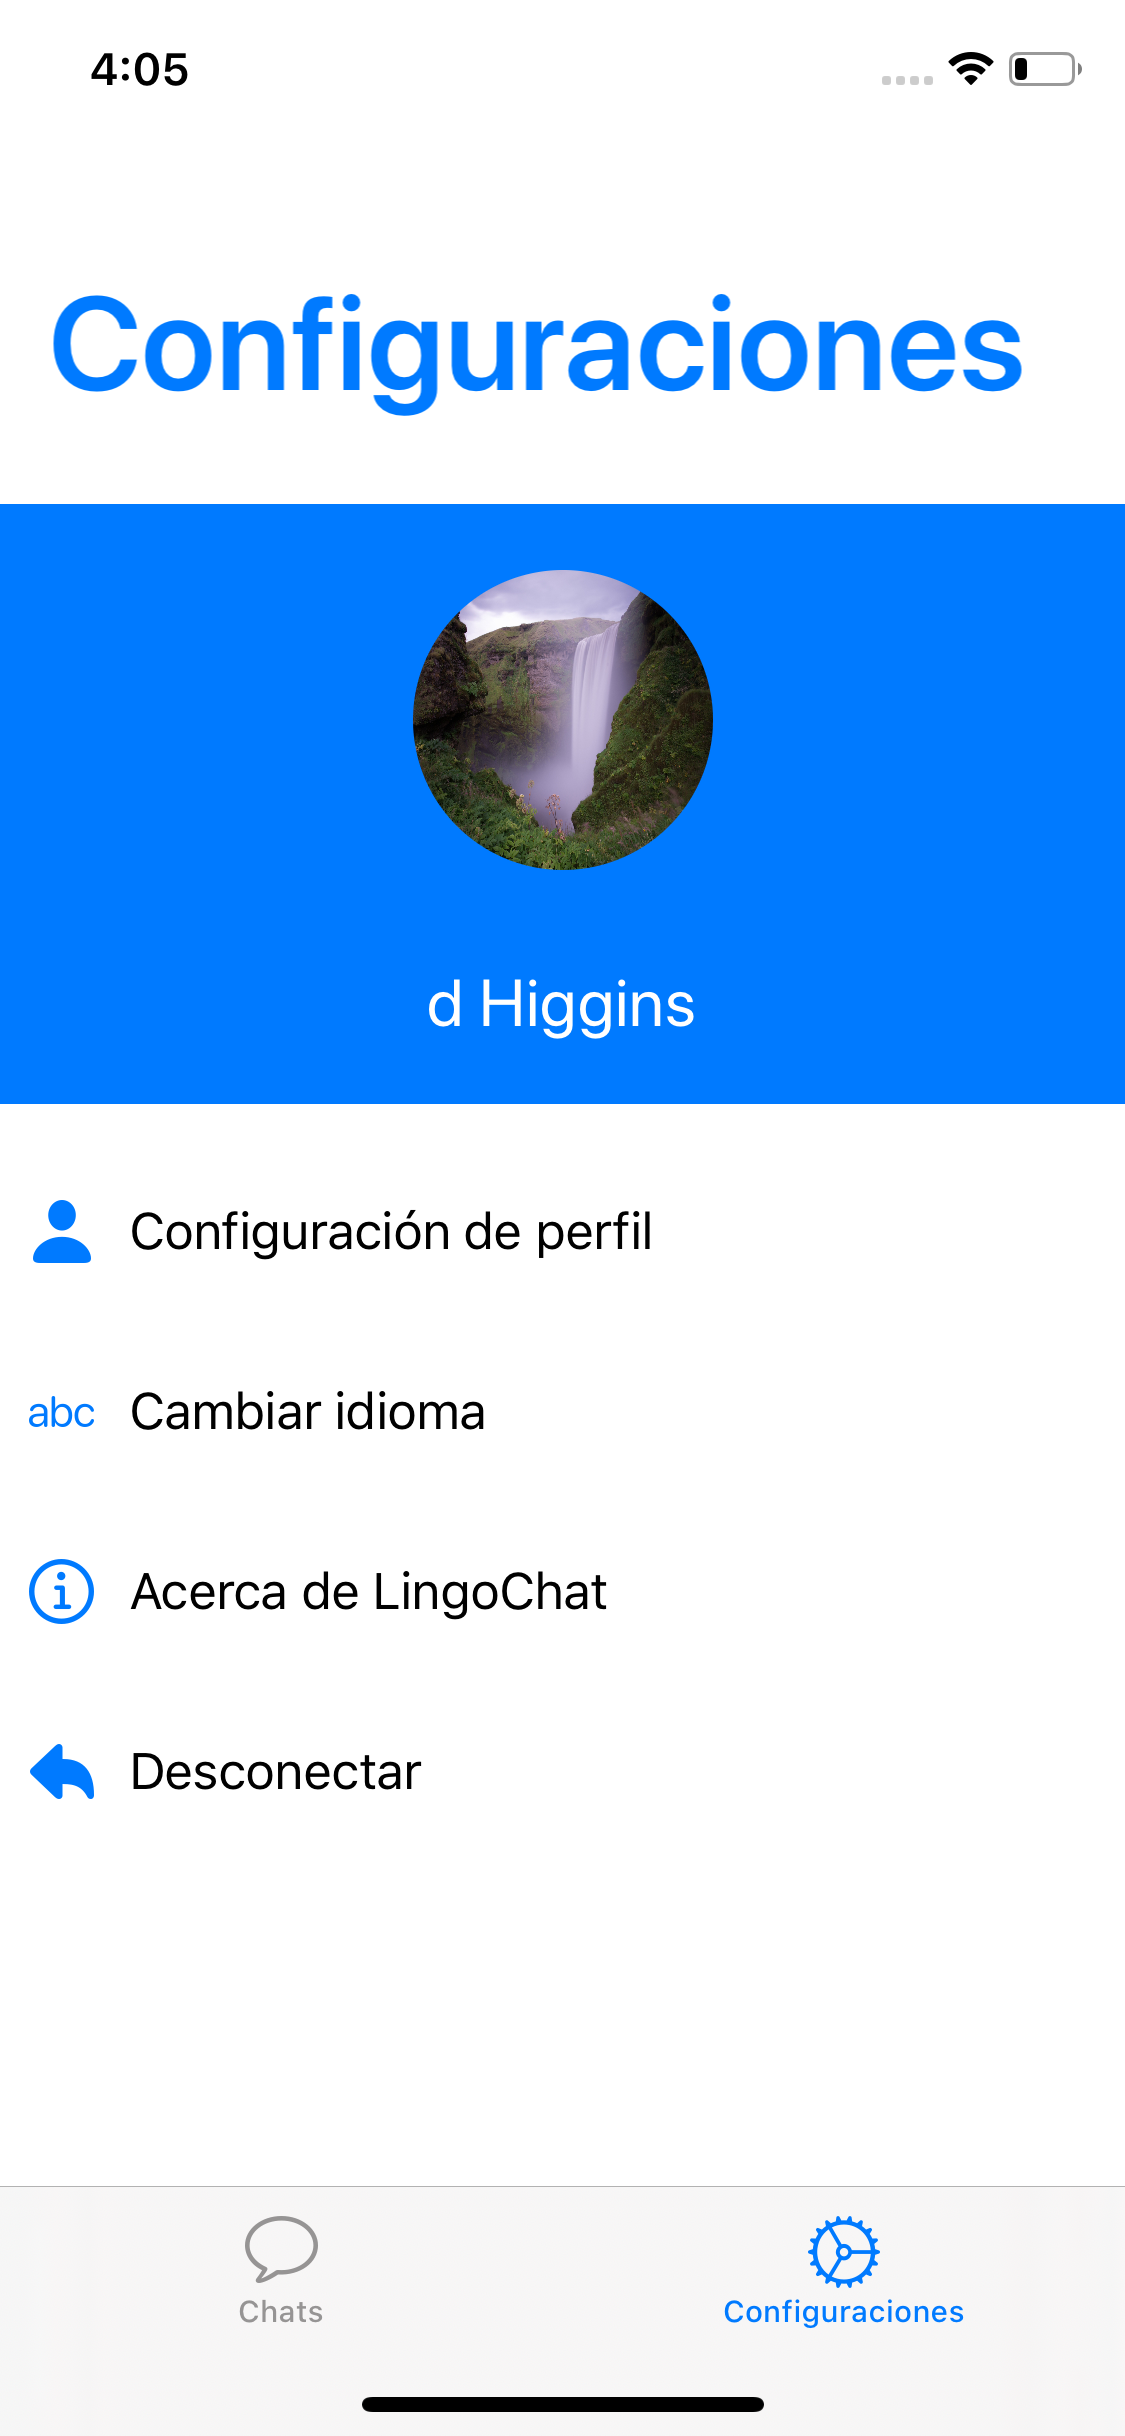 4:05
Configuraciones
d Higgins
Configuración de perfil
abc Cambiar idioma
Acerca de LingoChat
Desconectar
Chats
Configuraciones